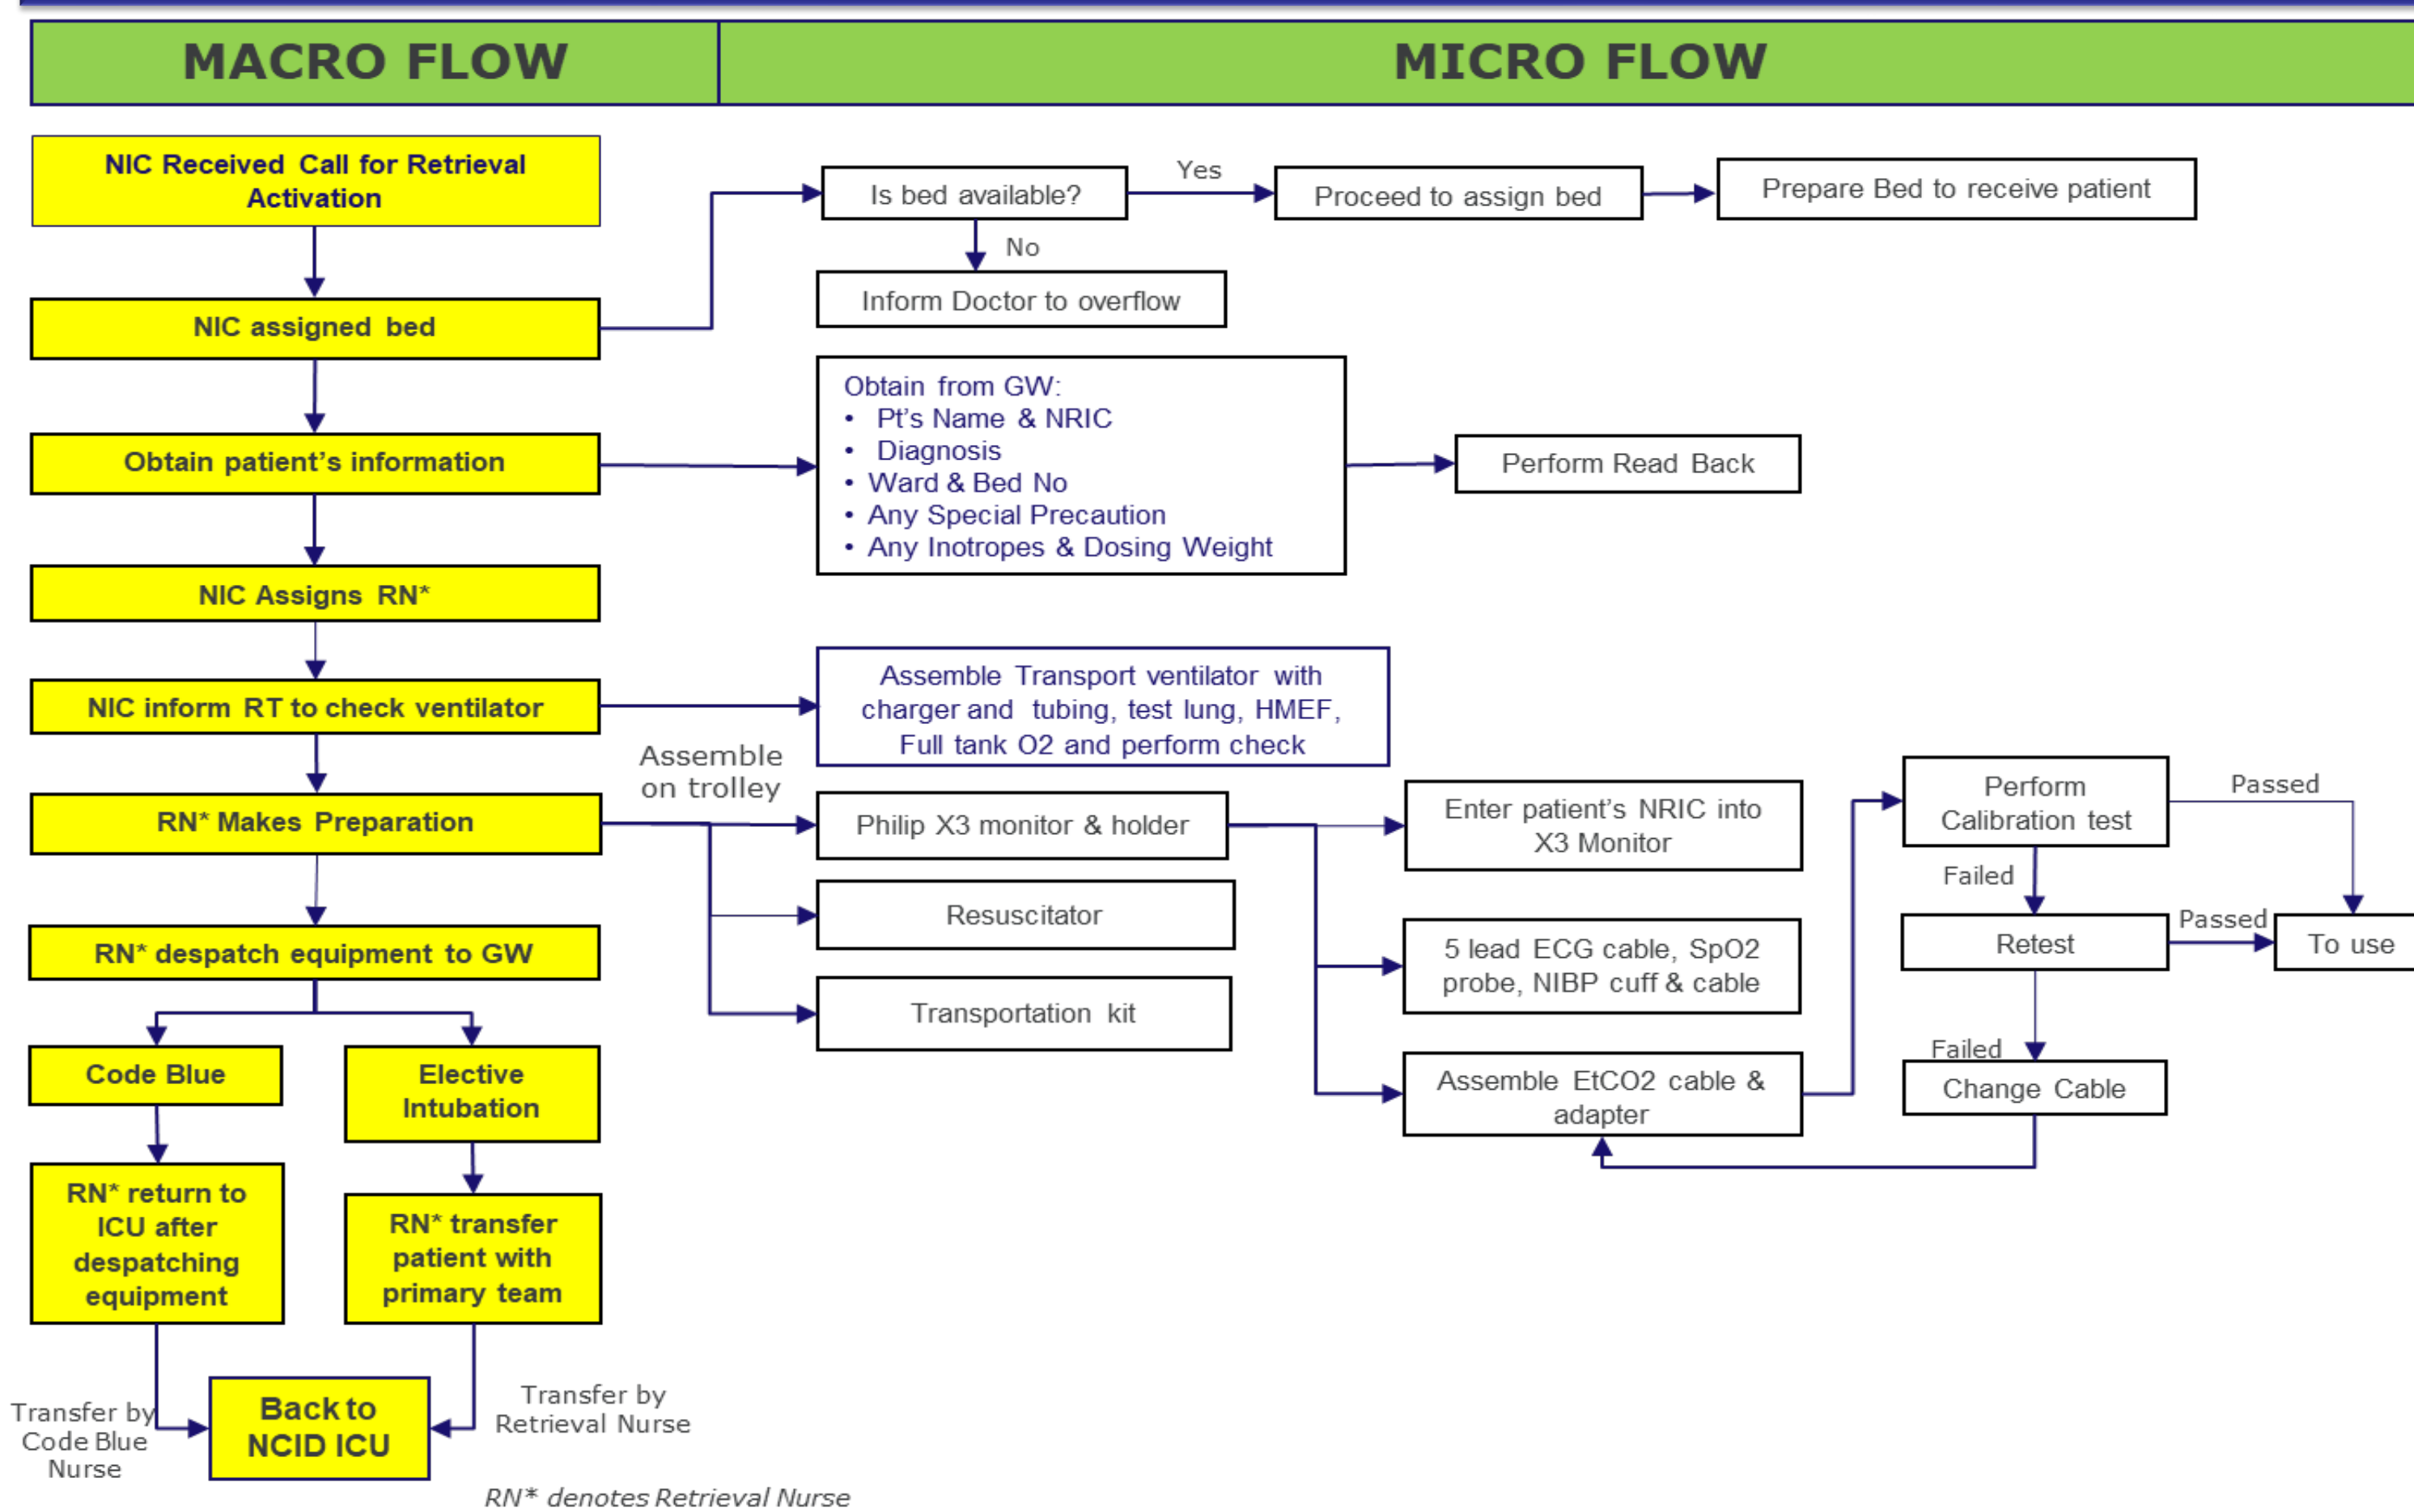 MACRO FLOW
MICRO FLOW
NIC Received Call for Retrieval
Activation
NIC assigned bed
Is bed available?
Yes
Proceed to assign bed
Prepare Bed to receive patient
No
Inform Doctor to overflow
Obtain patient's information
Obtain from GW:
• Pt's Name & NRIC
• Diagnosis
• Ward & Bed No
• Any Special Precaution
• Any Inotropes & Dosing Weight
Perform Read Back
NIC Assigns RN*
NIC inform RT to check ventilator
Assemble Transport ventilator with
charger and tubing, test lung, HMEF,
Full tank O2 and perform check
RN* Makes Preparation
Assemble
on trolley
Philip X3 monitor & holder
Resuscitator
Transportation kit
Enter patient's NRIC into
X3 Monitor
5 lead ECG cable, SpO2
probe, NIBP cuff & cable
Assemble EtCO2 cable &
adapter
Perform
Calibration test
Passed
Failed
Retest
Passed
To use
Failed
Change Cable
RN* despatch equipment to GW
Code Blue
Elective
Intubation
RN* return to
ICU after
despatching
equipment
RN* transfer
patient with
primary team
Transfer by
Code Blue
Nurse
Back to
NCID ICU
Transfer by
Retrieval Nurse
RN* denotes Retrieval Nurse